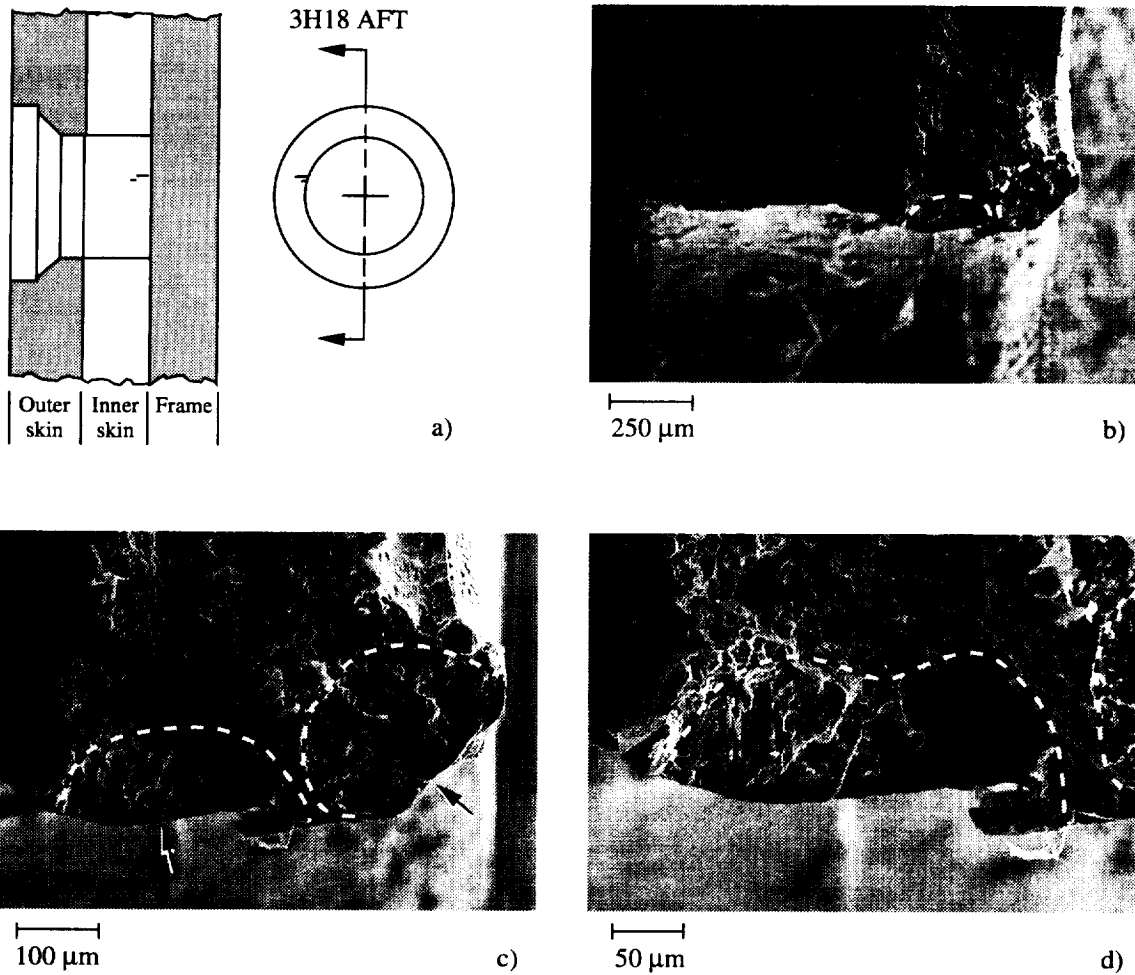 3H18 AFT
Outer skin
Inner skin
Frame
a)
250 µm
b)
100 µm
c)
50 µm
d)